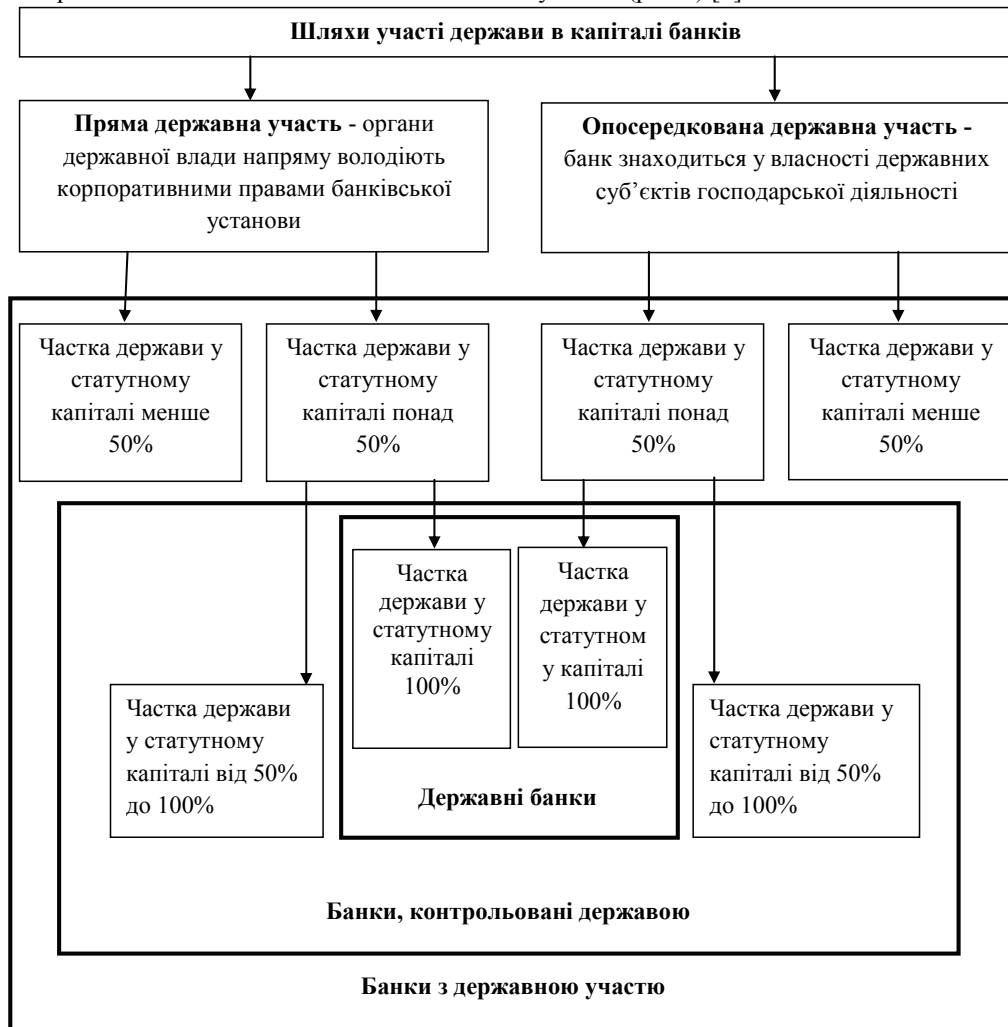 Шляхи участі держави в капіталі банків
Пряма державна участь - органи
державної влади напряму володіють
корпоративними правами банківської
установи
Опосередкована державна участь -
банк знаходиться у власності державних
суб’єктів господарської діяльності
Частка держави у
статутному
капіталі менше
50%
Частка держави у
статутному
капіталі понад
50%
Частка держави у
статутному
капіталі понад
50%
Частка держави у
статутному
капіталі менше
50%
Частка
держави у
статутному
капіталі
100%
Частка
держави у
статутном
у капіталі
100%
Частка держави
у статутному
капіталі від 50%
до 100%
Частка держави у
статутному
капіталі від 50%
до 100%
Державні банки
Банки, контрольовані державою
Банки з державною участю